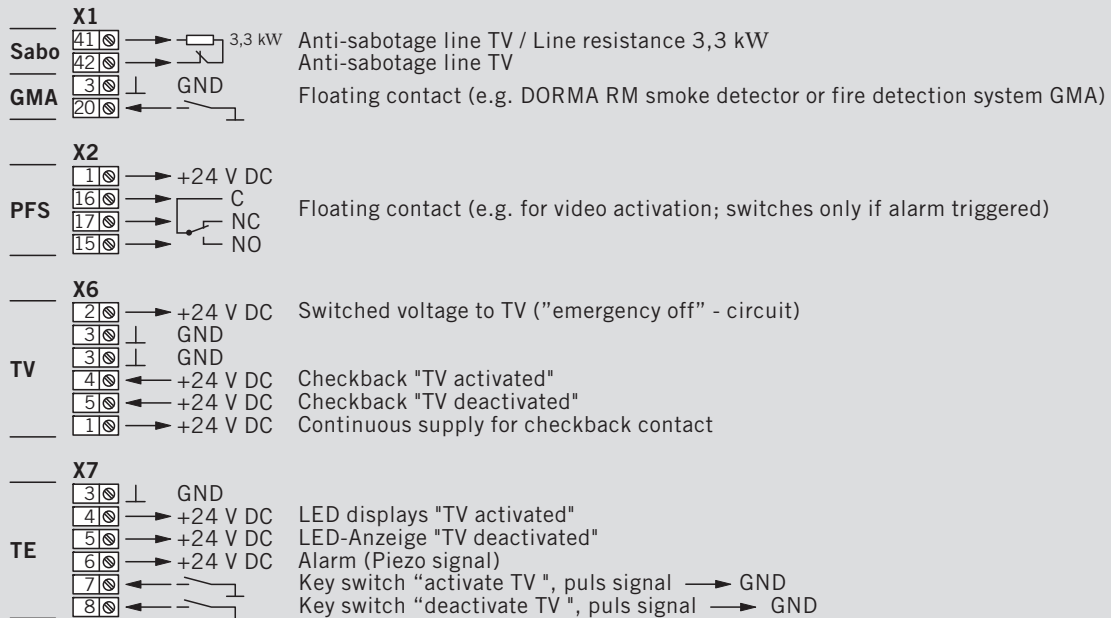 X1
Sabo
41 3,3 kW Anti-sabotage line TV / Line resistance 3,3 kW
42 Anti-sabotage line TV
GMA
3 GND
20 Floating contact (e.g. DORMA RM smoke detector or fire detection system GMA)
X2
PFS
1 +24 V DC
16 C
17 NC Floating contact (e.g. for video activation; switches only if alarm triggered)
15 NO
X6
TV
2 +24 V DC Switched voltage to TV (”emergency off” - circuit)
3 GND
3 GND
4 +24 V DC Checkback "TV activated"
5 +24 V DC Checkback "TV deactivated"
1 +24 V DC Continuous supply for checkback contact
X7
TE
3 GND
4 +24 V DC LED displays "TV activated"
5 +24 V DC LED-Anzeige "TV deactivated"
6 +24 V DC Alarm (Piezo signal)
7 Key switch “activate TV ", puls signal GND
8 Key switch “deactivate TV ", puls signal GND